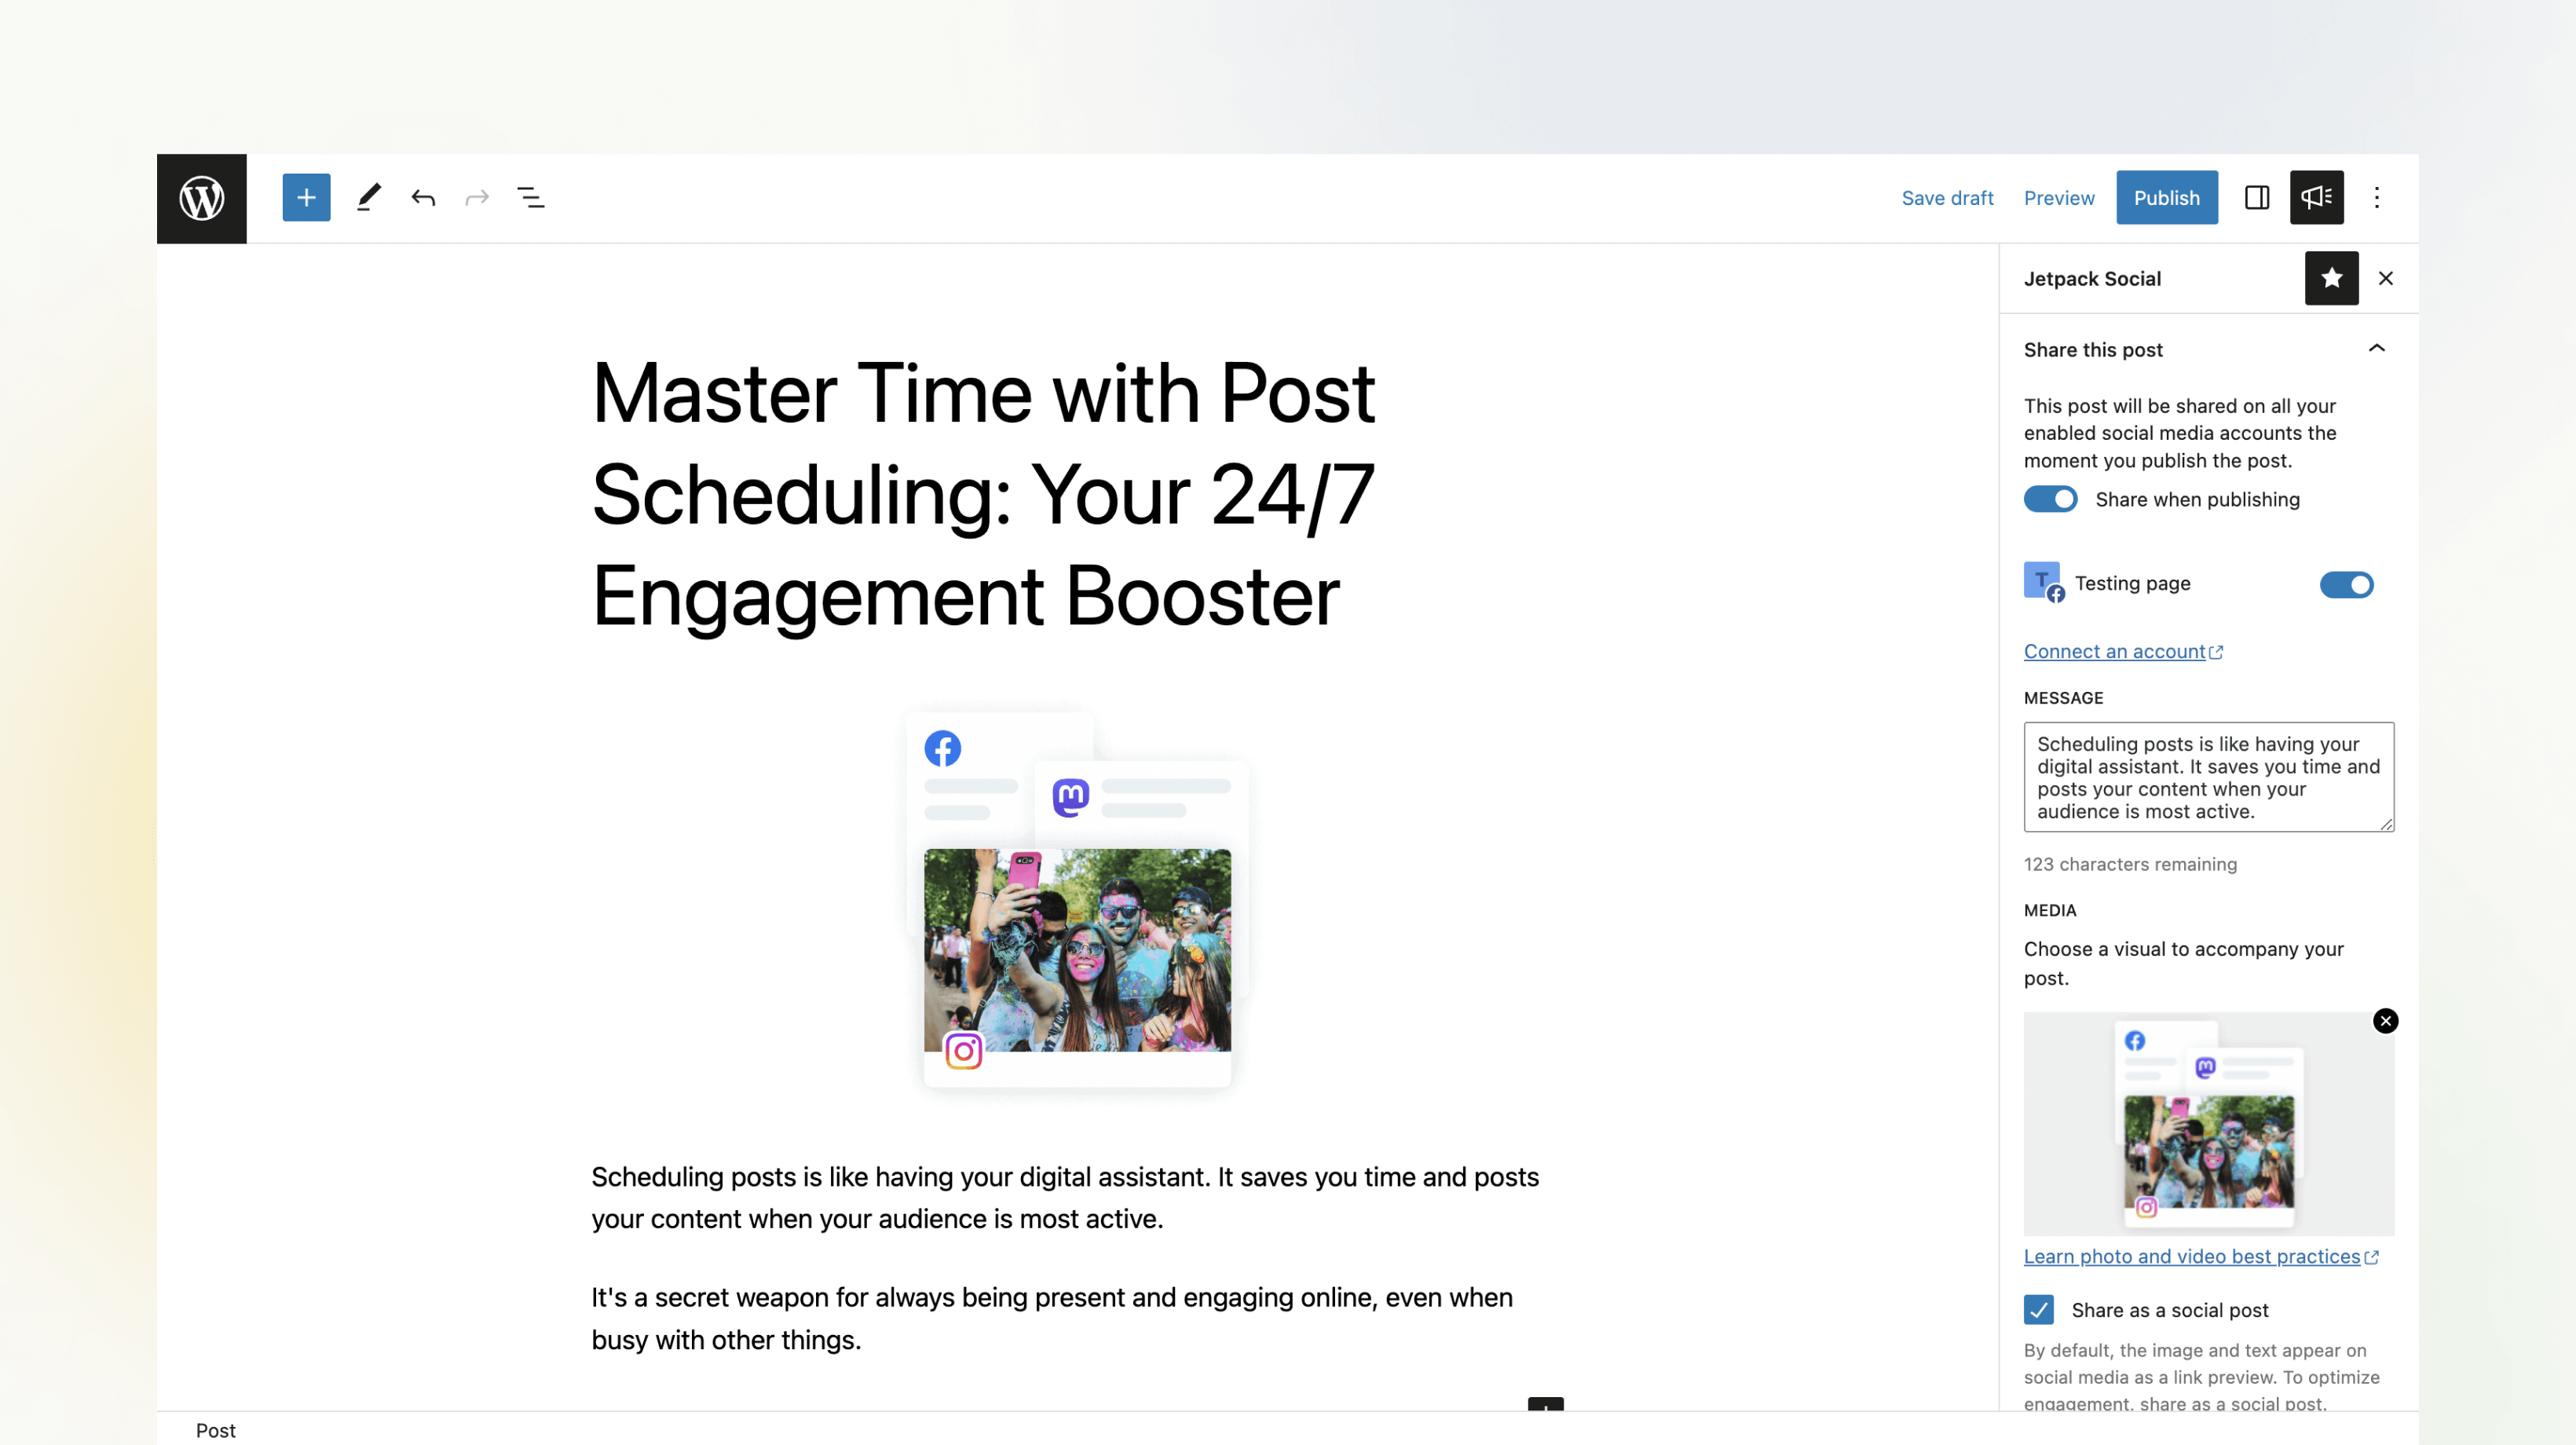 Save draft
Preview
Publish
Jetpack Social
Share this post
This post will be shared on all your
enabled social media accounts the
moment you publish the post.
Share when publishing
T
Testing page
Connect an account
MESSAGE
Scheduling posts is like having your
digital assistant. It saves you time and
posts your content when your
audience is most active.
123 characters remaining
MEDIA
Choose a visual to accompany your
post.
Learn photo and video best practices
Share as a social post
By default, the image and text appear on
social media as a link preview. To optimize
engagement, share as a social post.
Master Time with Post
Scheduling: Your 24/7
Engagement Booster
Scheduling posts is like having your digital assistant. It saves you time and posts
your content when your audience is most active.
It's a secret weapon for always being present and engaging online, even when
busy with other things.
Post